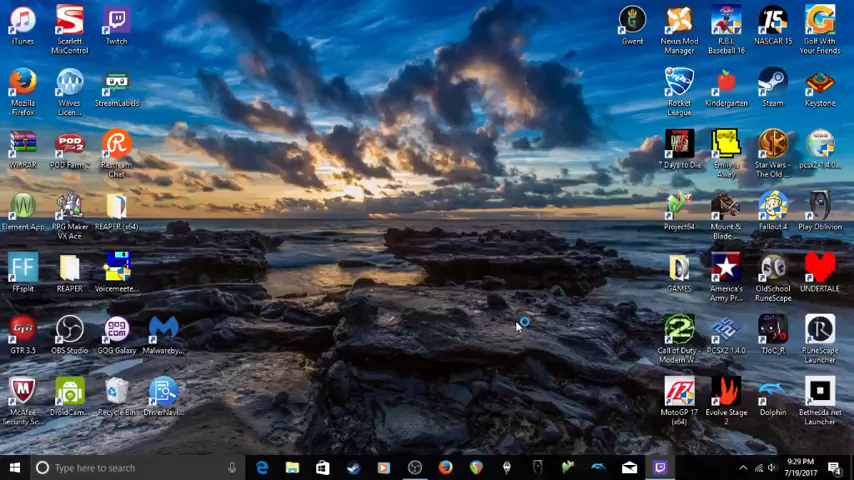 iTunes
Scarlett
MixControl
Twitch
Gwent
Nexus Mod
Manager
R.B.I.
Baseball 16
NASCAR 15
Golf With
Your Friends
Mozilla
Firefox
Waves
Licen...
StreamLabels
Rocket
League
Kindergarten
Steam
Keystone
WinRAR
POD Farm 2
Restream
Chat
7 Days to Die
Emily is
Away
Star Wars -
The Old ...
pcsx2-1.4.0...
Element.App
RPG Maker
VX Ace
REAPER (x64)
Project64
Mount &
Blade...
Fallout 4
Play Oblivion
FFsplit
REAPER
Voicemeete...
GAMES
America's
Army Pr...
OldSchool
RuneScape
UNDERTALE
GTR 3.5
OBS Studio
GOG Galaxy
Malwareby...
Call of Duty -
Modern W...
PCSX2 1.4.0
TloC_R
RuneScape
Launcher
McAfee
Security Sc...
DroidCam...
Recycle Bin
DriverNavi...
MotoGP 17
(x64)
Evolve Stage
2
Dolphin
Bethesda.net
Launcher
Type here to search
9:29 PM
7/19/2017